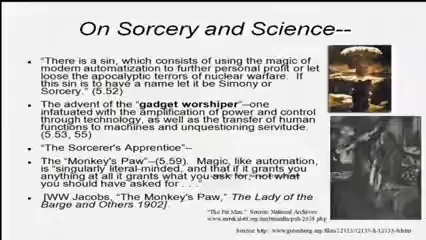 On Sorcery and Science--
• “There is a sin, which consists of using the magic of
modern automatization to further personal profit or let
loose the apocalyptic terrors of nuclear warfare. If
this sin is to have a name let it be Simony or
Sorcery.” (5.52)
• The advent of the “gadget worshiper”–one
infatuated with the amplification of power and control
through technology, as well as the transfer of human
functions to machines and unquestioning servitude.
(5.53, 55)
• “The Sorcerer's Apprentice”--
• The “Monkey's Paw”–(5.59). Magic, like automation,
is “singularly literal-minded, and that if it grants you
anything at all it grants what you ask for, not what
you should have asked for . . .”
• [WW Jacobs, “The Monkey's Paw,” The Lady of the
Barge and Others 1902].
“The Fat Man.” Source: National Archives:
Source: http: